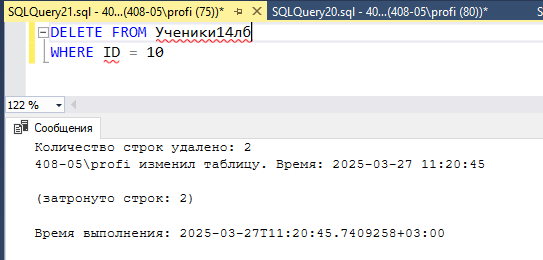 SQLQuery21.sql - 40...(408-05\profi (75))* SQLQuery20.sql - 40...(408-05\profi (80))* S
DELETE FROM Ученики14лб
WHERE ID = 10
122 %
Сообщения
Количество строк удалено: 2
408-05\profi изменил таблицу. Время: 2025-03-27 11:20:45
(затронуто строк: 2)
Время выполнения: 2025-03-27T11:20:45.7409258+03:00